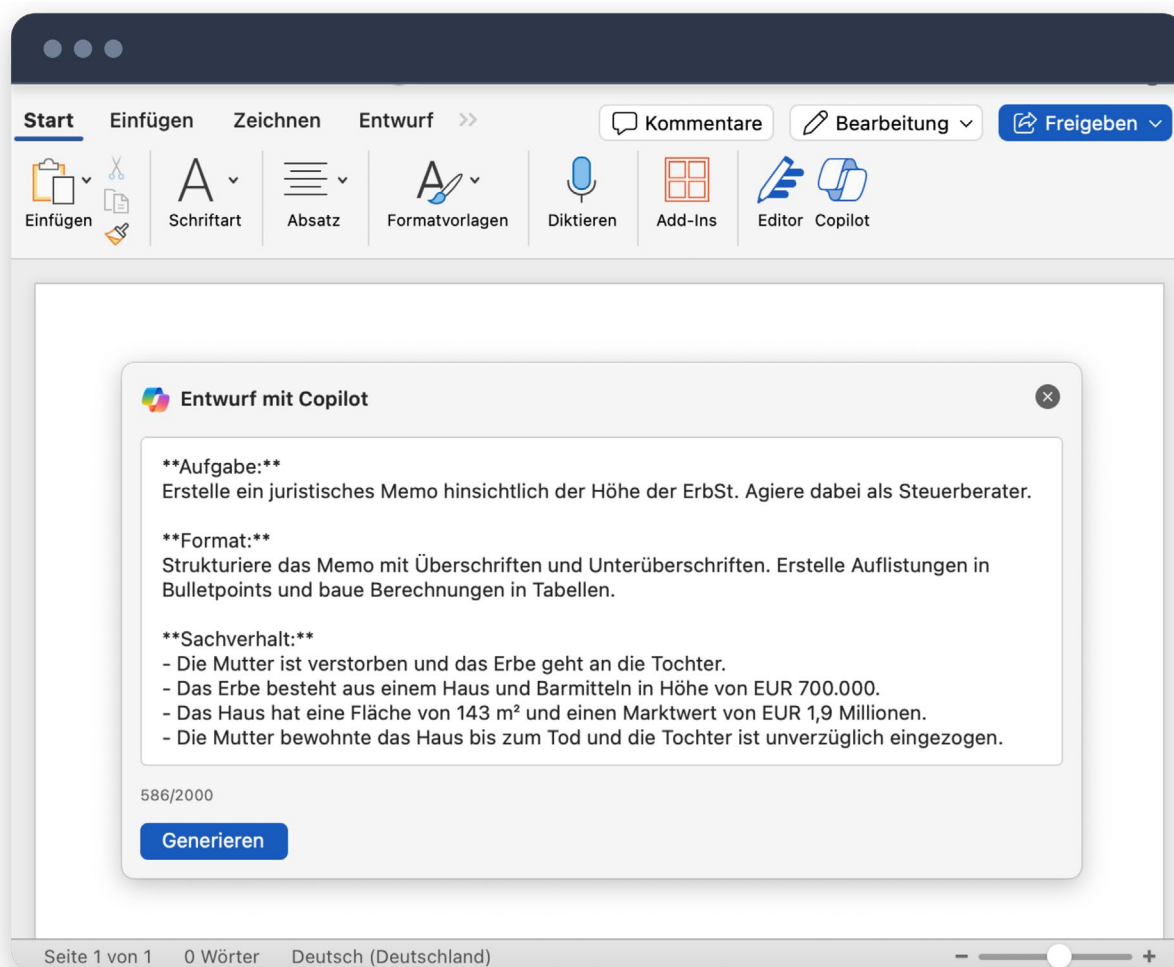 Start Einfügen Zeichnen Entwurf >> Kommentare Bearbeitung Freigeben
Einfügen Schriftart Absatz Formatvorlagen Diktieren Add-Ins Editor Copilot
Entwurf mit Copilot
**Aufgabe:**
Erstelle ein juristisches Memo hinsichtlich der Höhe der ErbSt. Agiere dabei als Steuerberater.
**Format:**
Strukturiere das Memo mit Überschriften und Unterüberschriften. Erstelle Auflistungen in
Bulletpoints und baue Berechnungen in Tabellen.
**Sachverhalt:**
- Die Mutter ist verstorben und das Erbe geht an die Tochter.
- Das Erbe besteht aus einem Haus und Barmitteln in Höhe von EUR 700.000.
- Das Haus hat eine Fläche von 143 m² und einen Marktwert von EUR 1,9 Millionen.
- Die Mutter bewohnte das Haus bis zum Tod und die Tochter ist unverzüglich eingezogen.
586/2000
Generieren
Seite 1 von 1 0 Wörter Deutsch (Deutschland) − +